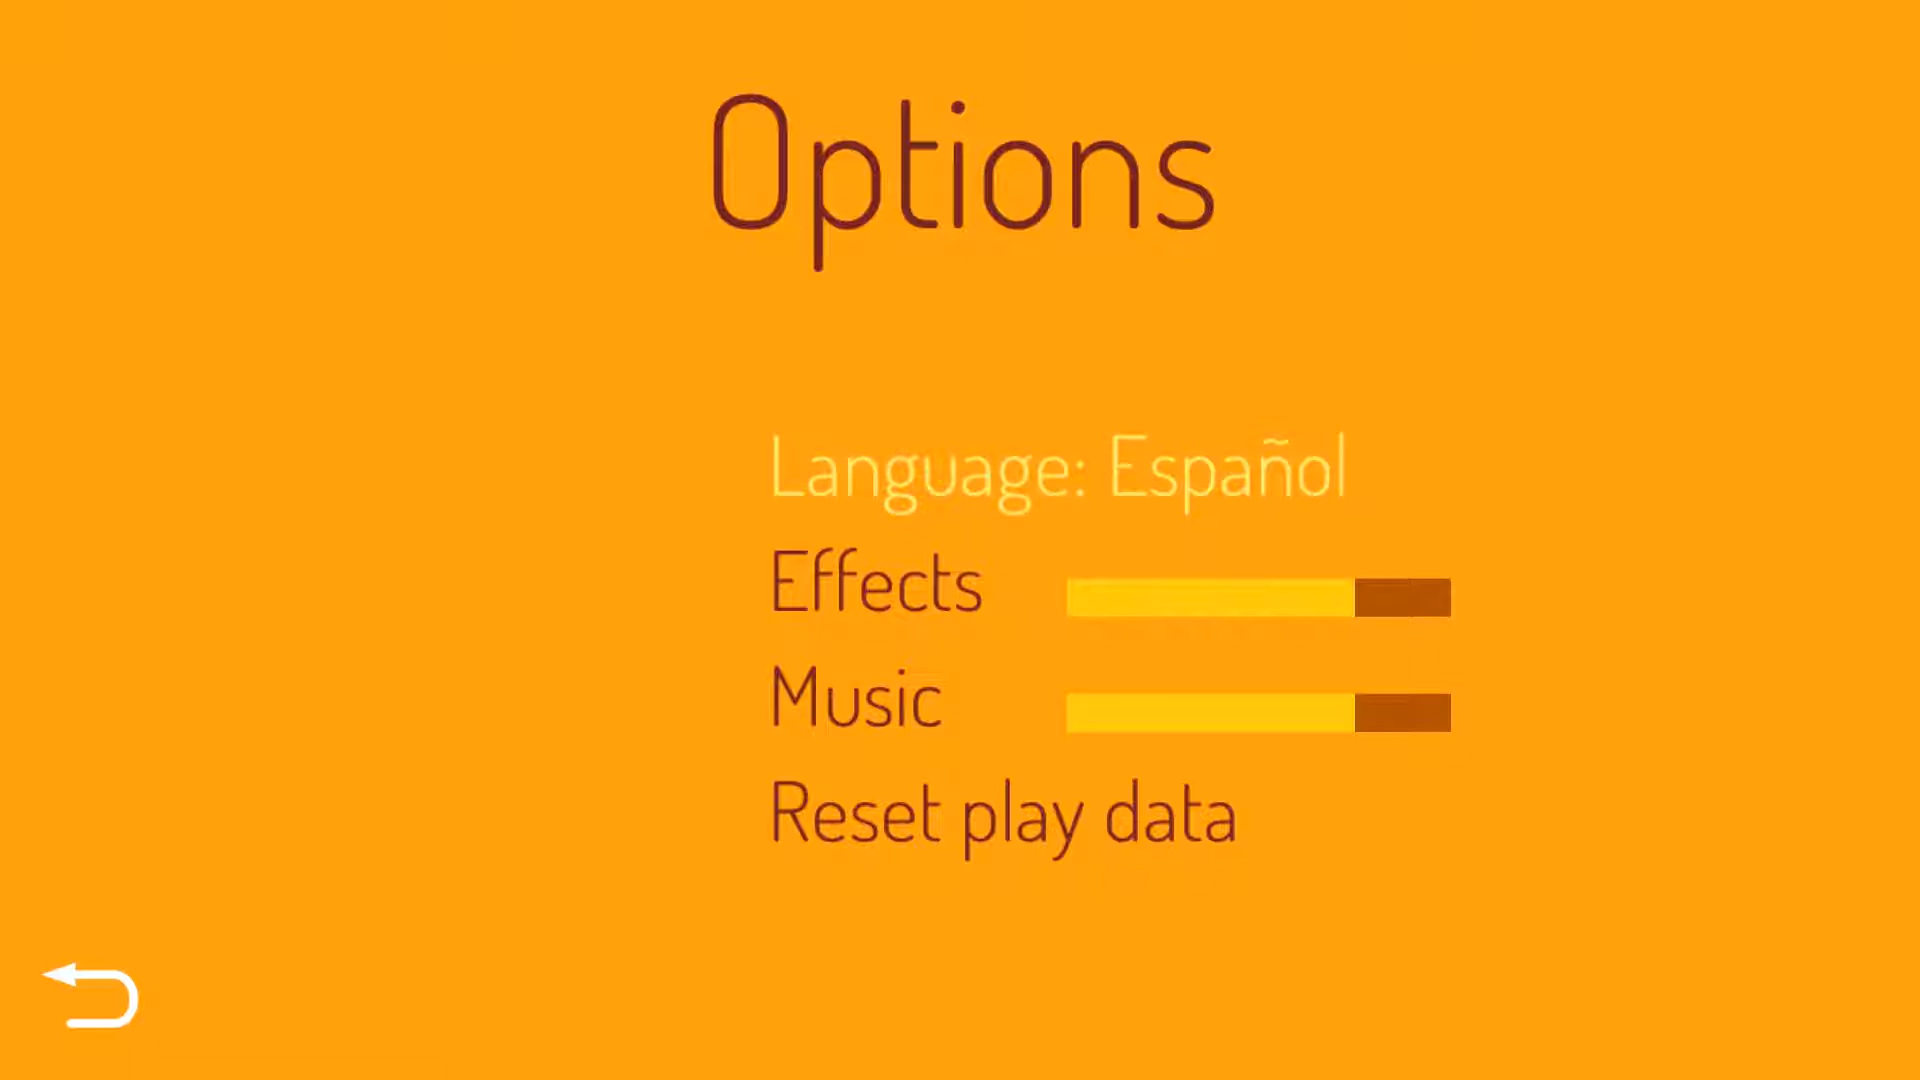 Options
Language: Español
Effects
Music
Reset play data